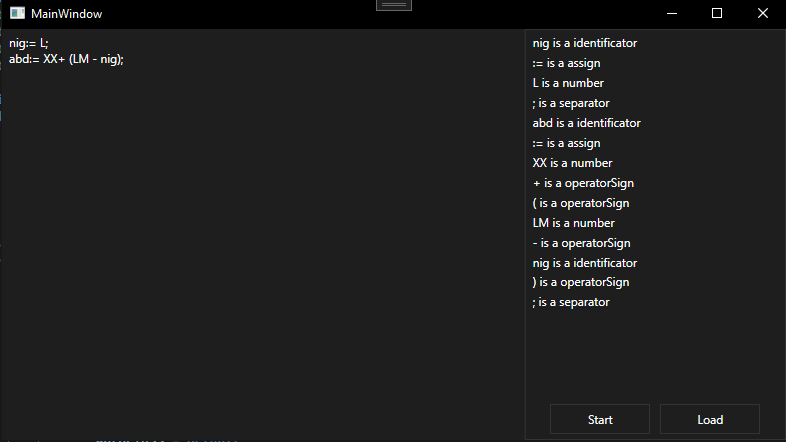 MainWindow
nig:= L;
abd:= XX+ (LM - nig);
nig is a identificator
:= is a assign
L is a number
; is a separator
abd is a identificator
:= is a assign
XX is a number
+ is a operatorSign
( is a operatorSign
LM is a number
- is a operatorSign
nig is a identificator
) is a operatorSign
; is a separator
Start
Load